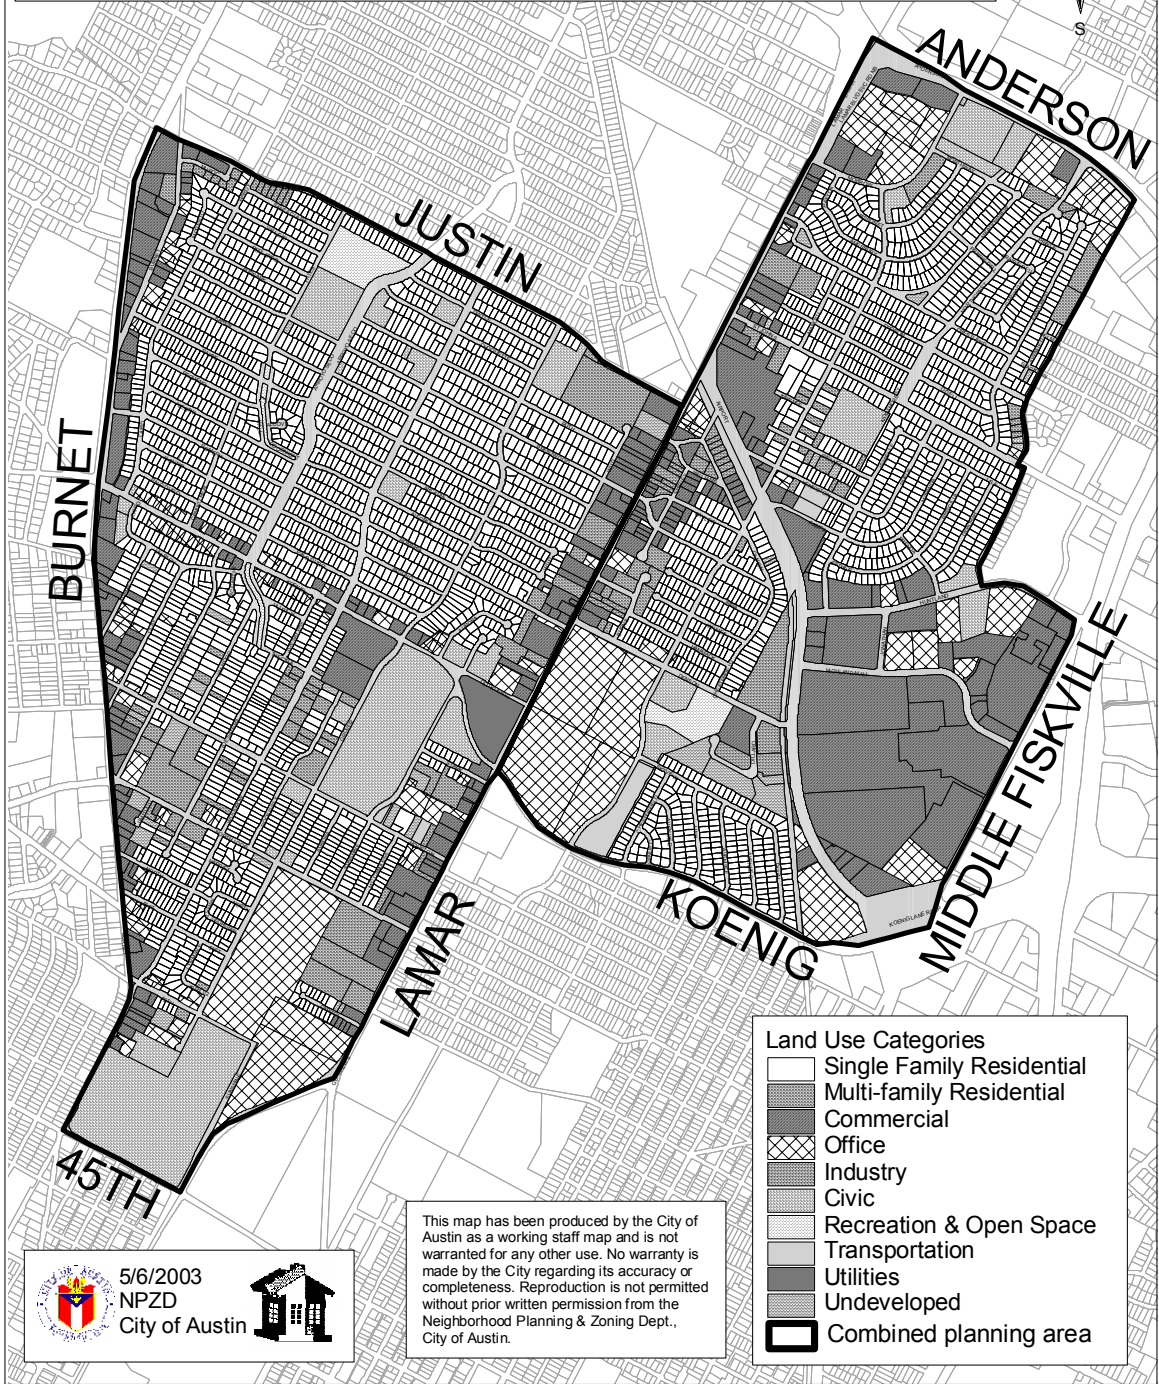 S
ANDERSON
JUSTIN
BURNET
MIDDLE FISKVILLE
KOENIG
KOENIG LANE
LAMAR
45TH
Land Use Categories
Single Family Residential
Multi-family Residential
Commercial
Office
Industry
Civic
Recreation & Open Space
Transportation
Utilities
Undeveloped
Combined planning area
This map has been produced by the City of
Austin as a working staff map and is not
warranted for any other use. No warranty is
made by the City regarding its accuracy or
completeness. Reproduction is not permitted
without prior written permission from the
Neighborhood Planning & Zoning Dept.,
City of Austin.
5/6/2003
NPZD
City of Austin